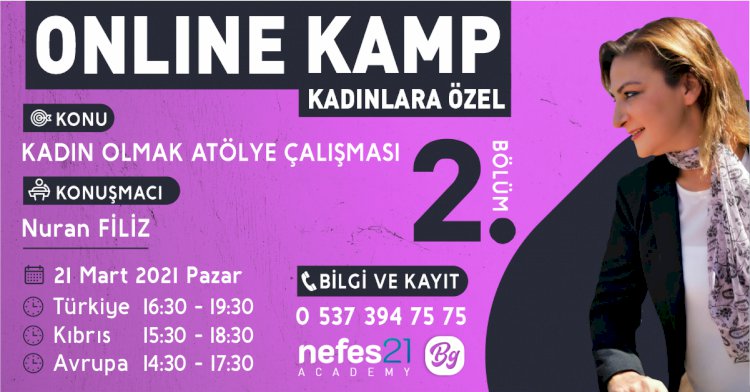 ONLINE KAMP
KADINLARA ÖZEL
KONU
KADIN OLMAK ATÖLYE ÇALIŞMASI
2.
BÖLÜM
KONUŞMACI
Nuran FİLİZ
21 Mart 2021 Pazar
Türkiye 16:30 - 19:30
Kıbrıs 15:30 - 18:30
Avrupa 14:30 - 17:30
BİLGİ VE KAYIT
0 537 394 75 75
nefes21
ACADEMY
Bg